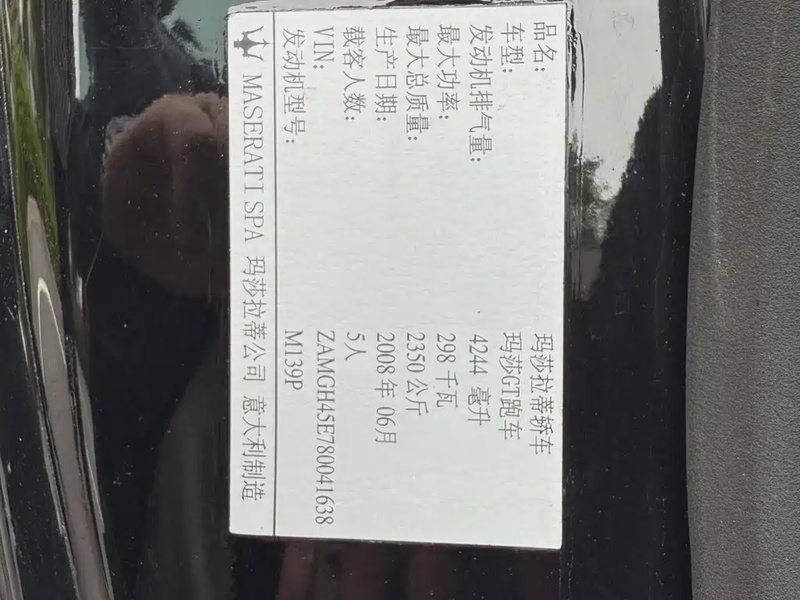 品名: 玛莎拉蒂轿车
车型: 玛莎GT跑车
发动机排气量: 4244 毫升
最大功率: 298 千瓦
最大总质量: 2350 公斤
生产日期: 2008 年 06月
载客人数: 5人
VIN: ZAMGH45E780041638
发动机型号: M139P
MASERATI SPA 玛莎拉蒂公司 意大利制造